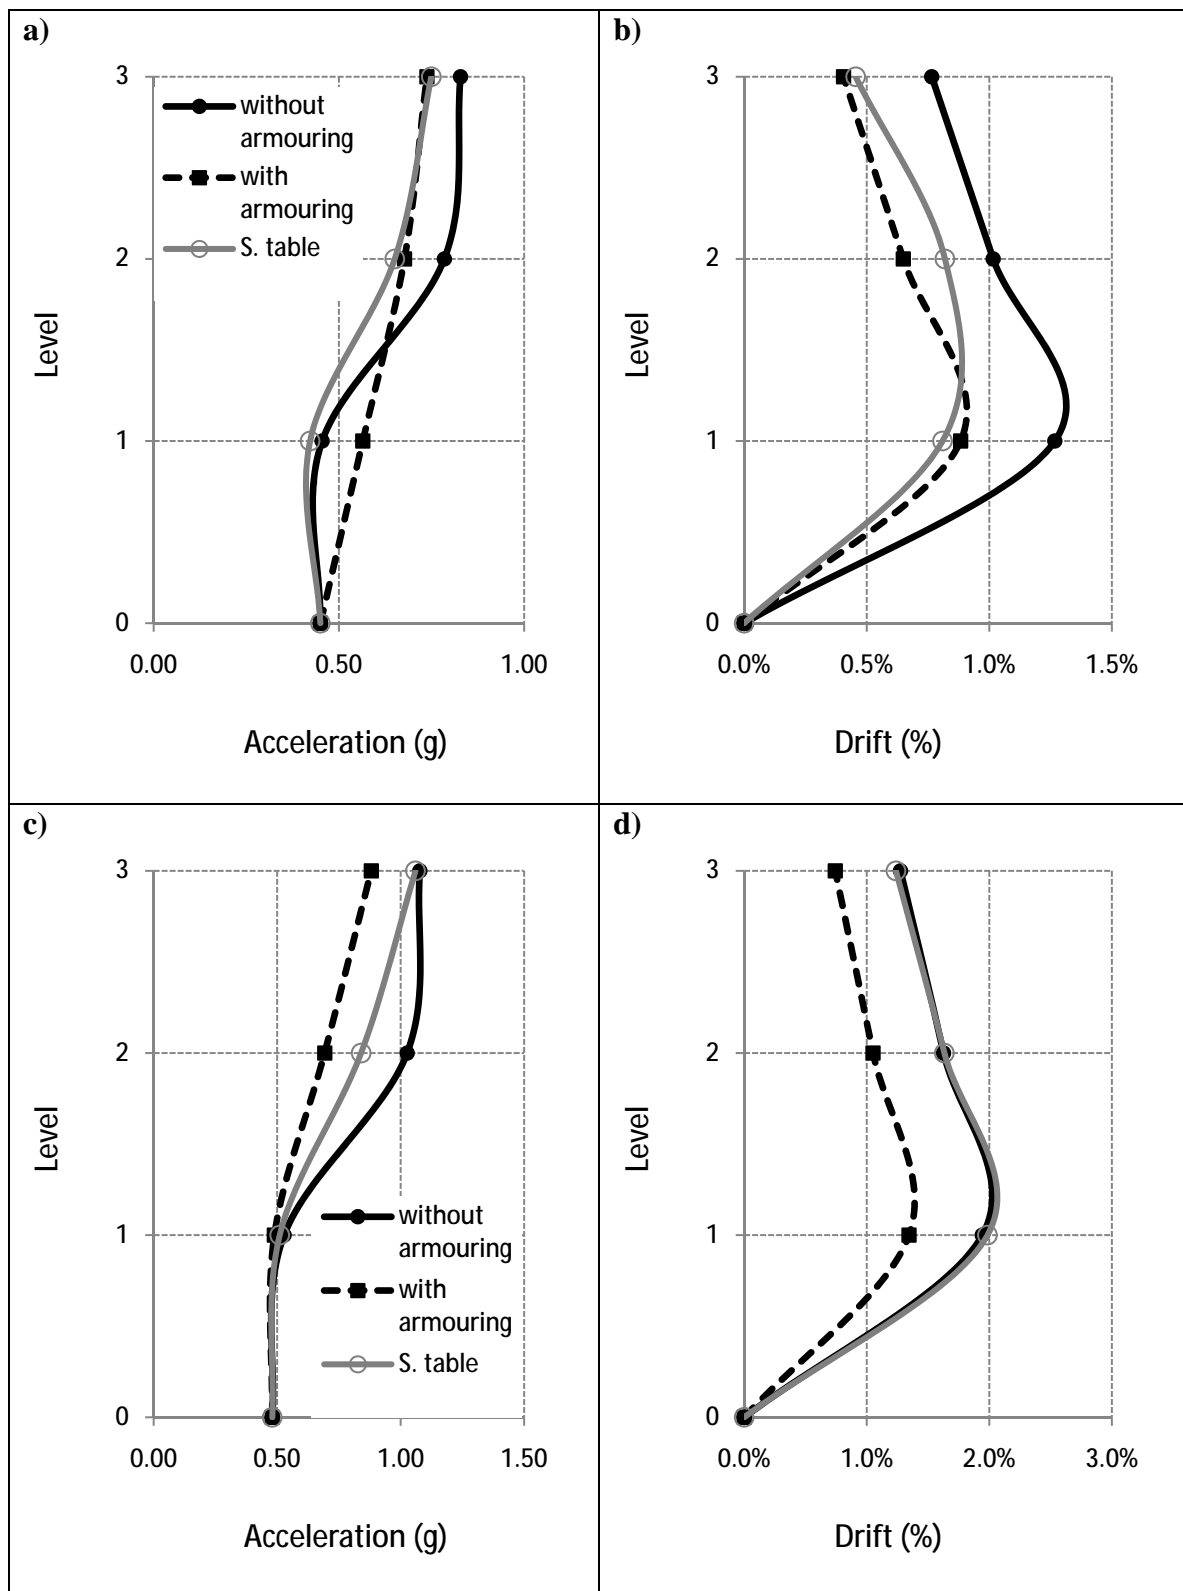 a)
3
2
1
0
Level
without
armouring
with
armouring
S. table
0.00 0.50 1.00
Acceleration (g)
b)
3
2
1
0
Level
0.0% 0.5% 1.0% 1.5%
Drift (%)
c)
3
2
1
0
Level
without
armouring
with
armouring
S. table
0.00 0.50 1.00 1.50
Acceleration (g)
d)
3
2
1
0
Level
0.0% 1.0% 2.0% 3.0%
Drift (%)